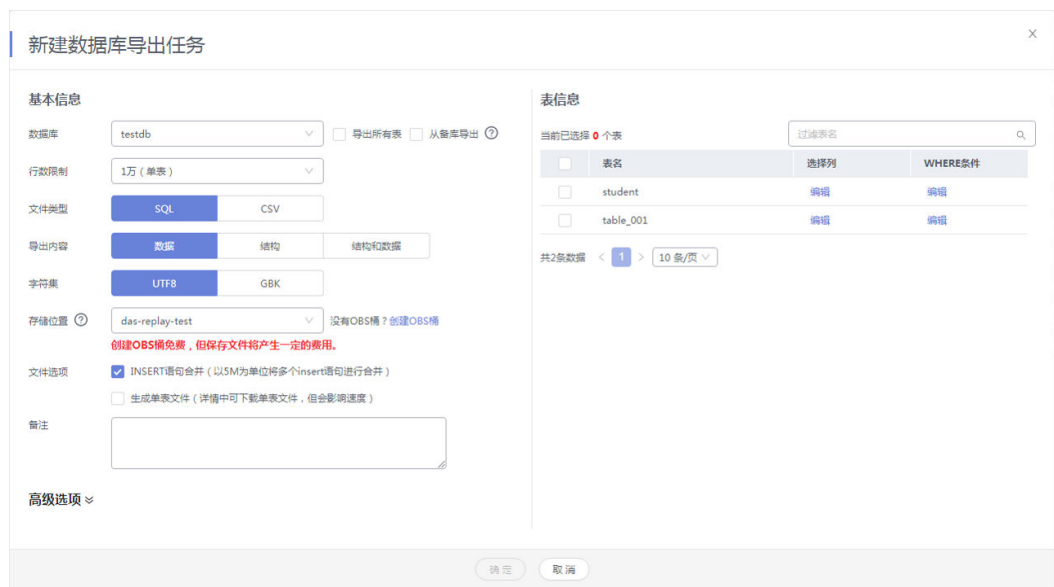 新建数据库导出任务
基本信息
数据库 testdb 导出所有表 从备库导出
行数限制 1万（单表）
文件类型 SQL CSV
导出内容 数据 结构 结构和数据
字符集 UTF8 GBK
存储位置 das-replay-test 没有OBS桶？创建OBS桶
创建OBS桶免费，但保存文件将产生一定的费用。
文件选项 INSERT语句合并（以5M为单位将多个insert语句进行合并）
生成单表文件（详情中可下载单表文件，但会影响速度）
备注
高级选项
表信息
当前已选择 0 个表 过滤表名
表名 选择列 WHERE条件
student 编辑 编辑
table_001 编辑 编辑
共2条数据 < 1 > 10 条/页
确定 取消